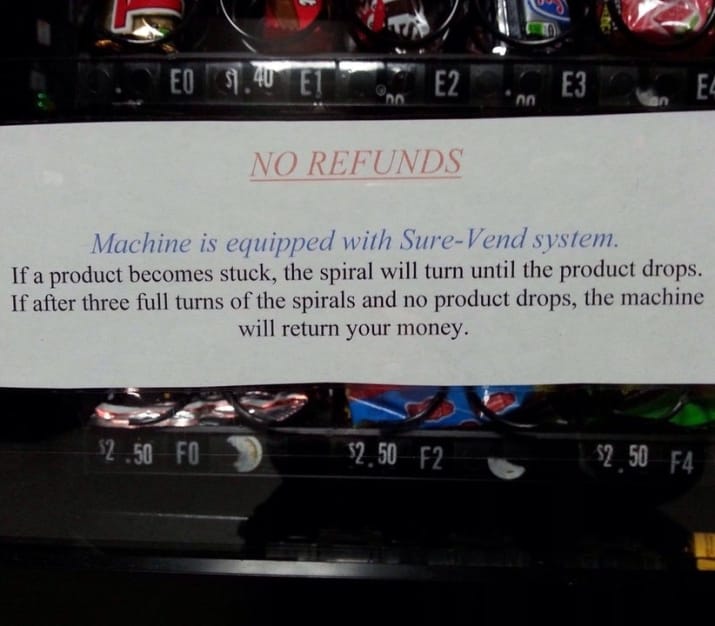 E0 $1.40 E1 E2 E3
NO REFUNDS
Machine is equipped with Sure-Vend system.
If a product becomes stuck, the spiral will turn until the product drops.
If after three full turns of the spirals and no product drops, the machine
will return your money.
$2.50 F0 $2.50 F2 $2.50 F4